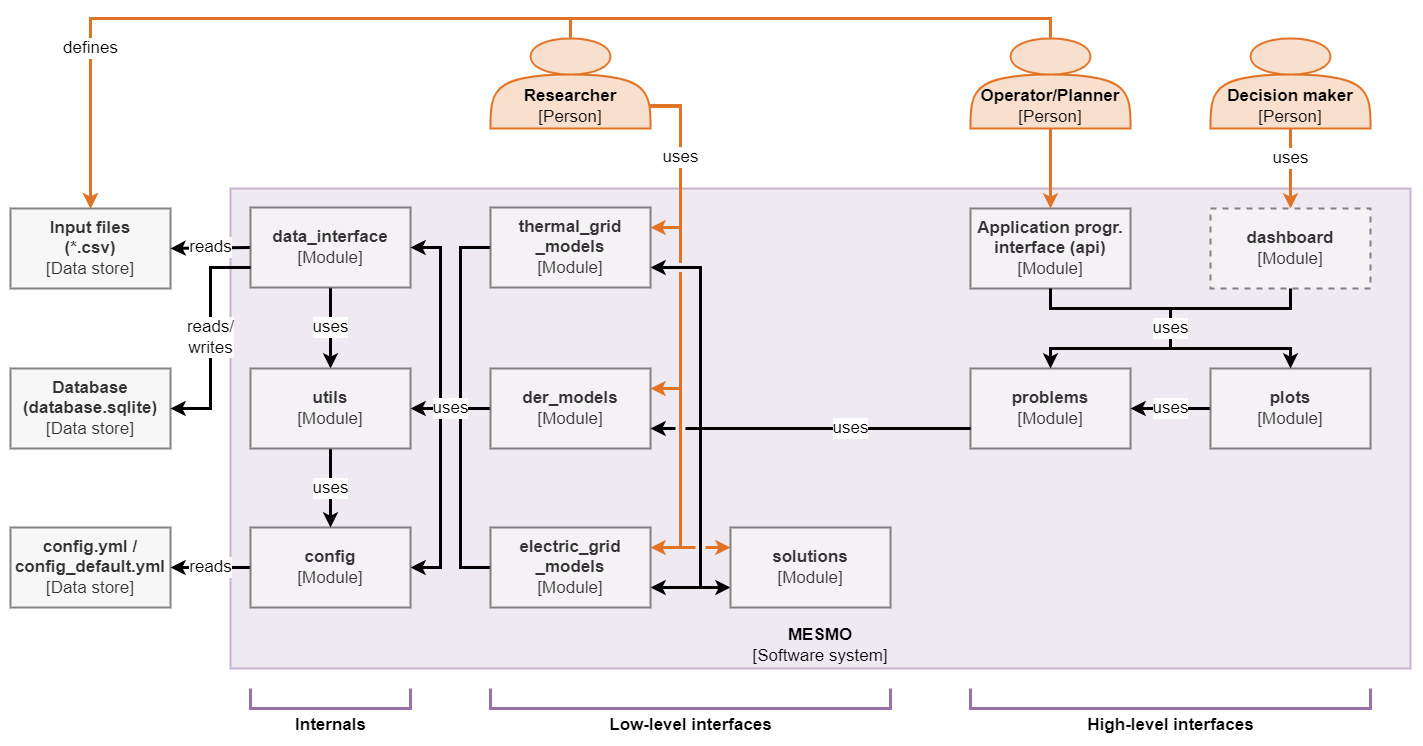 defines
Researcher
[Person]
Operator/Planner
[Person]
Decision maker
[Person]
uses
uses
Input files
(*.csv)
[Data store]
reads
data_interface
[Module]
thermal_grid
_models
[Module]
Application progr.
interface (api)
[Module]
dashboard
[Module]
reads/
writes
uses
uses
Database
(database.sqlite)
[Data store]
utils
[Module]
uses
der_models
[Module]
uses
problems
[Module]
uses
plots
[Module]
uses
config.yml /
config_default.yml
[Data store]
reads
config
[Module]
electric_grid
_models
[Module]
solutions
[Module]
MESMO
[Software system]
Internals
Low-level interfaces
High-level interfaces